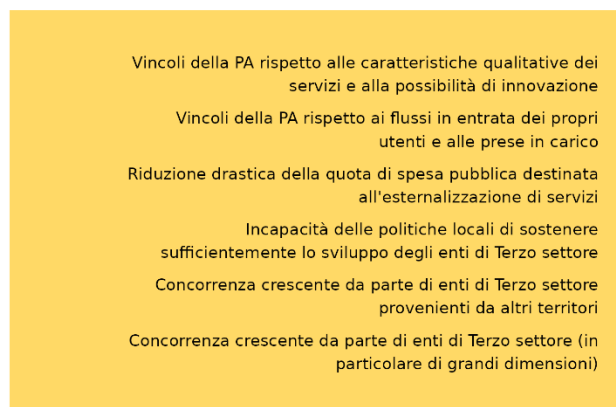 Vincoli della PA rispetto alle caratteristiche qualitative dei
servizi e alla possibilità di innovazione
Vincoli della PA rispetto ai flussi in entrata dei propri
utenti e alle prese in carico
Riduzione drastica della quota di spesa pubblica destinata
all'esternalizzazione di servizi
Incapacità delle politiche locali di sostenere
sufficientemente lo sviluppo degli enti di Terzo settore
Concorrenza crescente da parte di enti di Terzo settore
provenienti da altri territori
Concorrenza crescente da parte di enti di Terzo settore (in
particolare di grandi dimensioni)